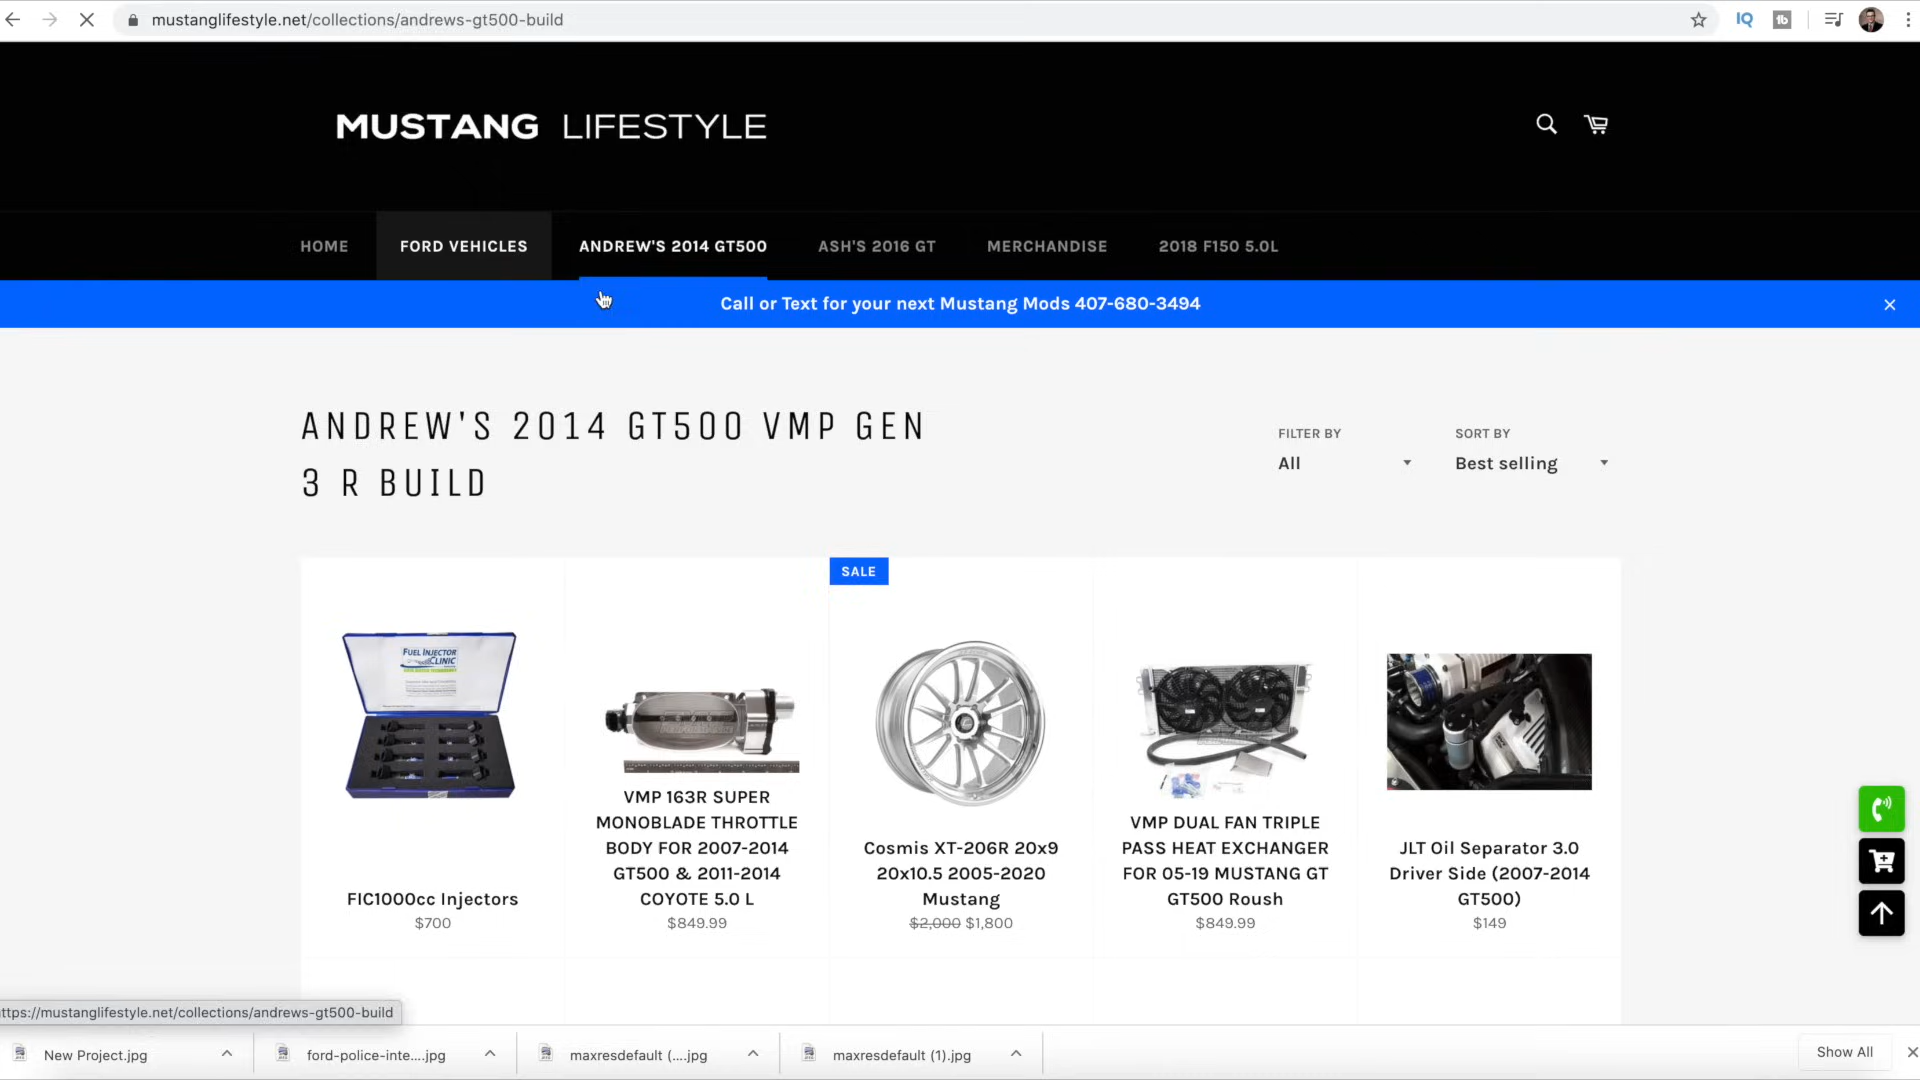 mustanglifestyle.net/collections/andrews-gt500-build
IQ
tb
MUSTANG LIFESTYLE
HOME
FORD VEHICLES
ANDREW'S 2014 GT500
ASH'S 2016 GT
MERCHANDISE
2018 F150 5.0L
Call or Text for your next Mustang Mods 407-680-3494
ANDREW'S 2014 GT500 VMP GEN
3 R BUILD
FILTER BY
All
SORT BY
Best selling
SALE
FUEL INJECTOR
CLINIC
FIC1000cc Injectors
$700
VMP 163R SUPER
MONOBLADE THROTTLE
BODY FOR 2007-2014
GT500 & 2011-2014
COYOTE 5.0 L
$849.99
Cosmis XT-206R 20x9
20x10.5 2005-2020
Mustang
$2,000 $1,800
VMP DUAL FAN TRIPLE
PASS HEAT EXCHANGER
FOR 05-19 MUSTANG GT
GT500 Roush
$849.99
JLT Oil Separator 3.0
Driver Side (2007-2014
GT500)
$149
ttps://mustanglifestyle.net/collections/andrews-gt500-build
New Project.jpg
ford-police-inte....jpg
maxresdefault (....jpg
maxresdefault (1).jpg
Show All